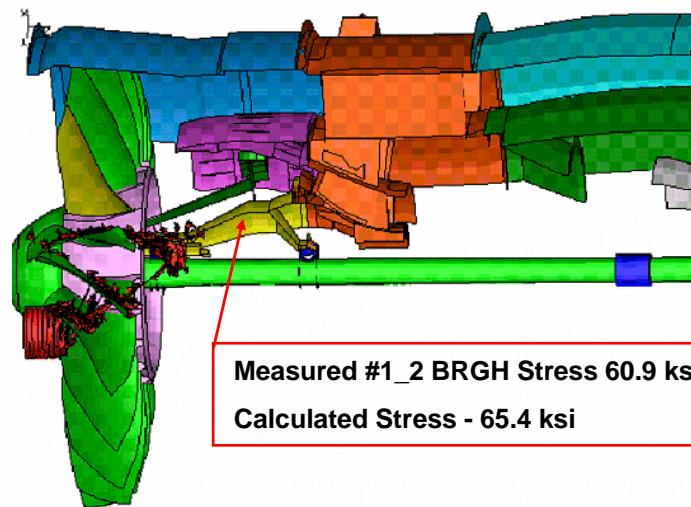 Measured #1_2 BRGH Stress 60.9 ks
Calculated Stress - 65.4 ksi